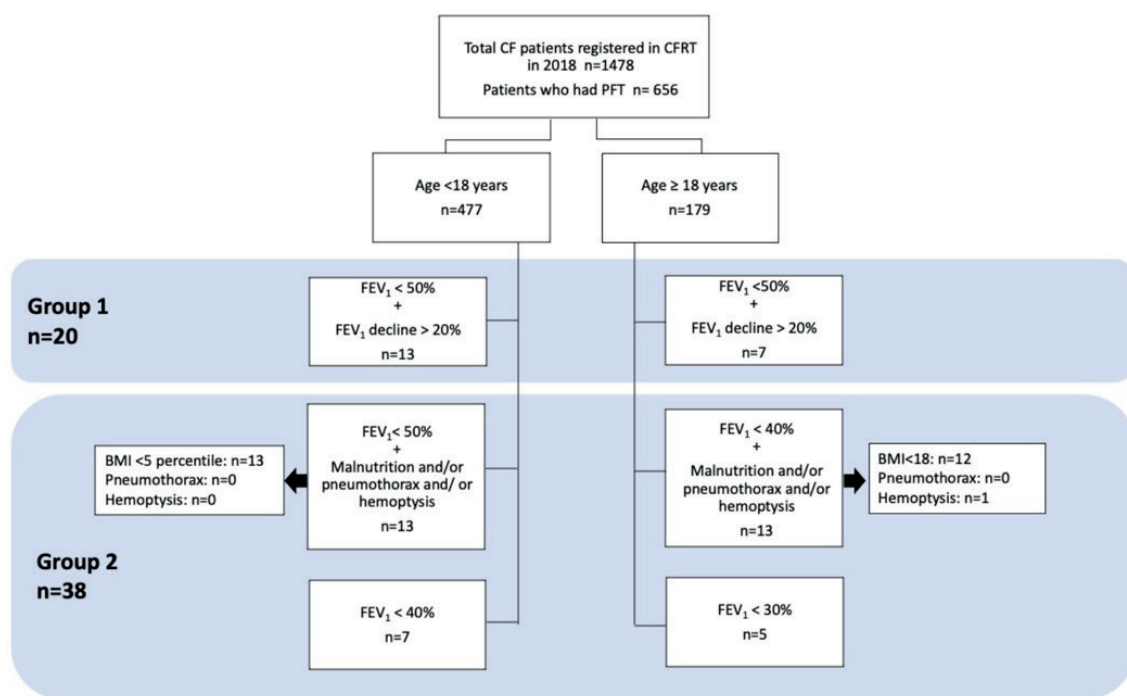 Total CF patients registered in CFRT
in 2018 n=1478
Patients who had PFT n= 656
Age <18 years
n=477
Age ≥ 18 years
n=179
Group 1
n=20
FEV₁ < 50%
+
FEV₁ decline > 20%
n=13
FEV₁ <50%
+
FEV₁ decline > 20%
n=7
Group 2
n=38
BMI <5 percentile: n=13
Pneumothorax: n=0
Hemoptysis: n=0
FEV₁ < 50%
+
Malnutrition and/or
pneumothorax and/ or
hemoptysis
n=13
FEV₁ < 40%
+
Malnutrition and/or
pneumothorax and/or
hemoptysis
n=13
BMI<18: n=12
Pneumothorax: n=0
Hemoptysis: n=1
FEV₁ < 40%
n=7
FEV₁ < 30%
n=5